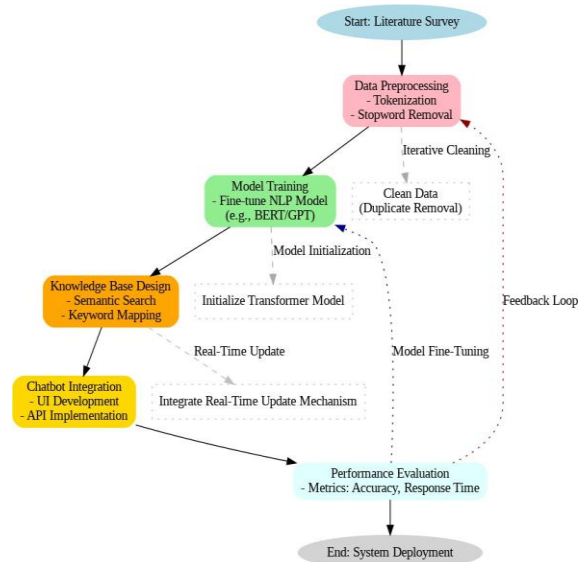 Start: Literature Survey
Data Preprocessing
- Tokenization
- Stopword Removal
Iterative Cleaning
Clean Data
(Duplicate Removal)
Model Training
- Fine-tune NLP Model
(e.g., BERT/GPT)
Model Initialization
Initialize Transformer Model
Knowledge Base Design
- Semantic Search
- Keyword Mapping
Feedback Loop
Real-Time Update
Model Fine-Tuning
Chatbot Integration
- UI Development
- API Implementation
Integrate Real-Time Update Mechanism
Performance Evaluation
- Metrics: Accuracy, Response Time
End: System Deployment